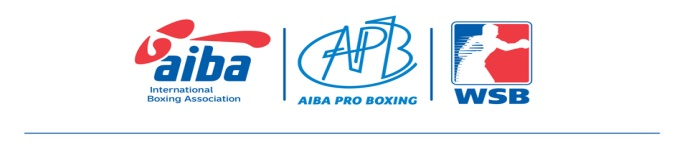 aiba
International
Boxing Association
APB
AIBA PRO BOXING
WSB